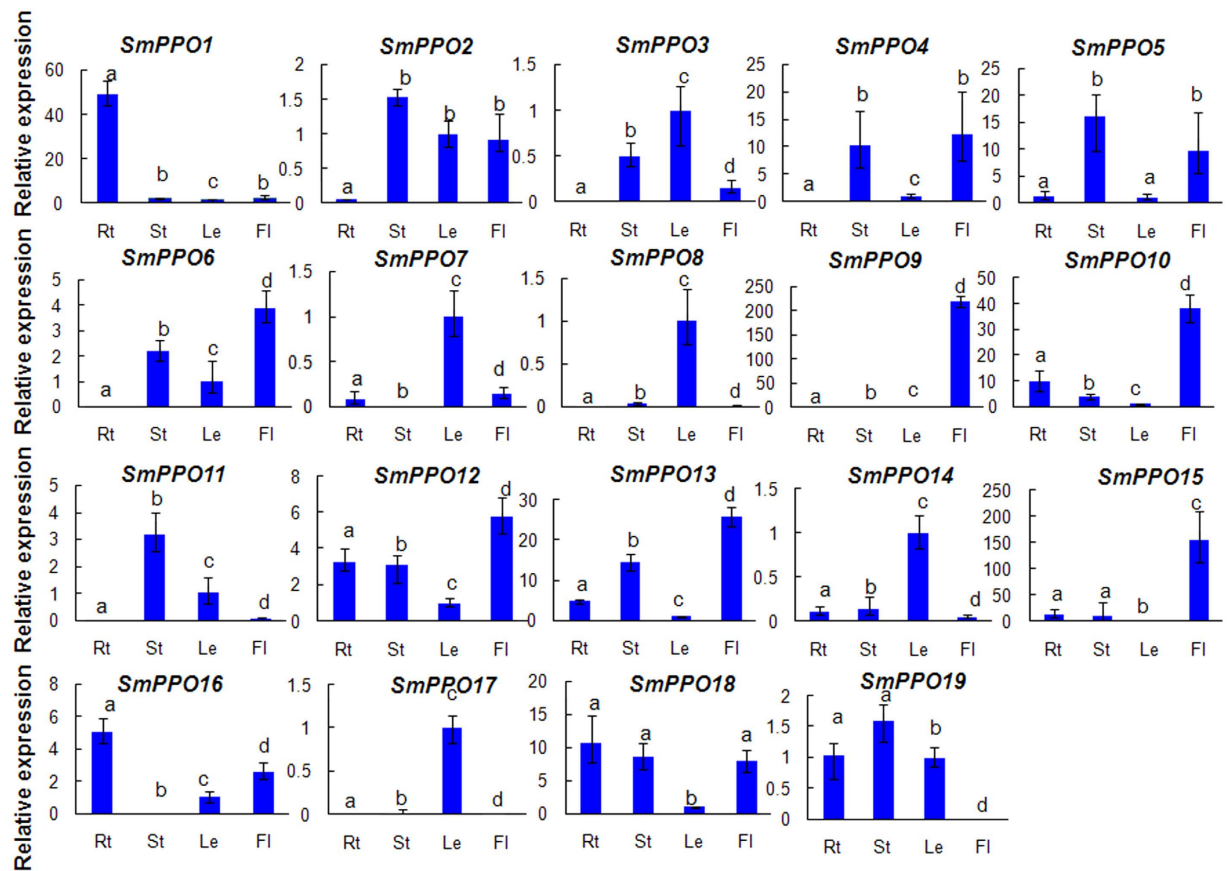 Relative expression
SmPPO1
60
40
20
0
a
b
c
b
Rt St Le Fl
SmPPO2
2
1.5
1
0.5
0
a
b
b
b
Rt St Le Fl
SmPPO3
1.5
1
0.5
0
a
b
c
d
Rt St Le Fl
SmPPO4
25
20
15
10
5
0
a
b
c
b
Rt St Le Fl
SmPPO5
25
20
15
10
5
0
a
b
a
b
Rt St Le Fl
Relative expression
SmPPO6
5
4
3
2
1
0
a
b
c
d
Rt St Le Fl
SmPPO7
1.5
1
0.5
0
a
b
c
d
Rt St Le Fl
SmPPO8
1.5
1
0.5
0
a
b
c
d
Rt St Le Fl
SmPPO9
250
200
150
300
250
50
0
a
b
c
d
Rt St Le Fl
SmPPO10
50
40
30
20
10
0
a
b
c
d
Rt St Le Fl
Relative expression
SmPPO11
5
4
3
2
1
0
a
b
c
d
Rt St Le Fl
SmPPO12
8
6
4
2
0
a
b
c
d
Rt St Le Fl
SmPPO13
30
20
10
0
a
b
c
d
Rt St Le Fl
SmPPO14
1.5
1
0.5
0
a
b
c
d
Rt St Le Fl
SmPPO15
250
200
150
100
50
0
a
a
b
c
Rt St Le Fl
Relative expression
SmPPO16
8
6
4
2
0
a
b
c
d
Rt St Le Fl
SmPPO17
1.5
1
0.5
0
a
b
c
d
Rt St Le Fl
SmPPO18
20
15
10
5
0
a
a
b
a
Rt St Le Fl
SmPPO19
2
1.5
1
0.5
0
a
a
b
d
Rt St Le Fl